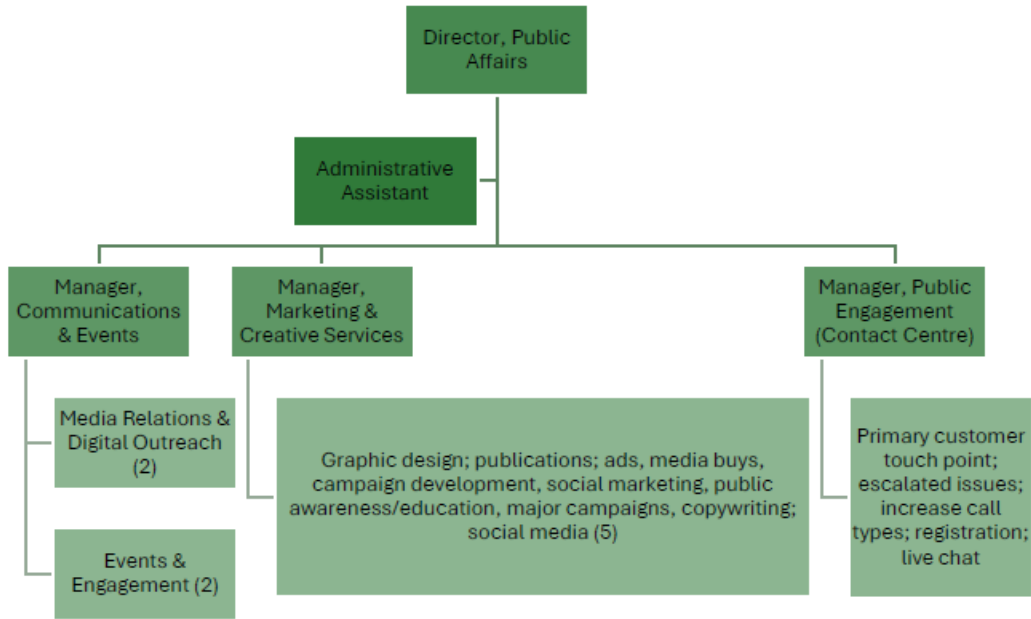 Director, Public
Affairs
Administrative
Assistant
Manager,
Communications
& Events
Manager,
Marketing &
Creative Services
Manager, Public
Engagement
(Contact Centre)
Media Relations &
Digital Outreach
(2)
Events &
Engagement (2)
Graphic design; publications; ads, media buys,
campaign development, social marketing, public
awareness/education, major campaigns, copywriting;
social media (5)
Primary customer
touch point;
escalated issues;
increase call
types; registration;
live chat